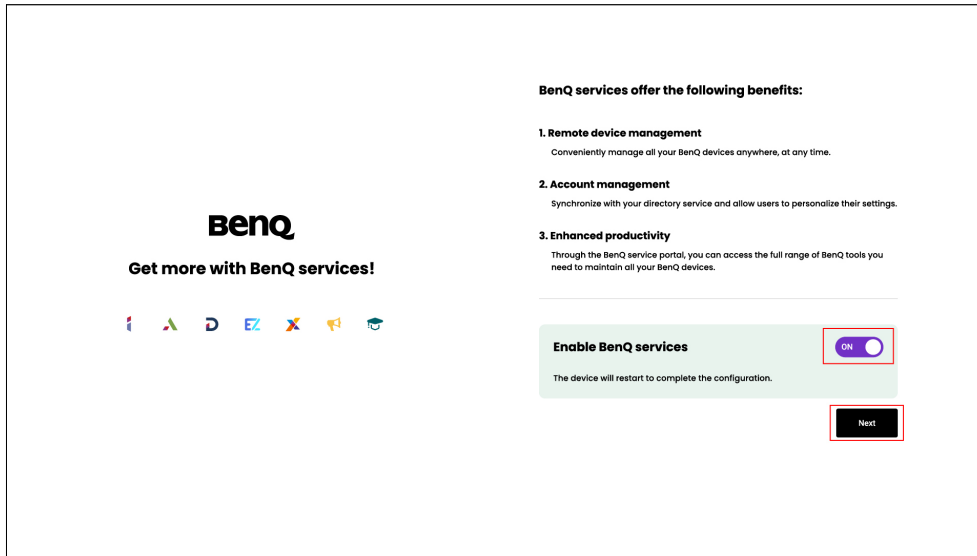 BenQ
Get more with BenQ services!
EZ
BenQ services offer the following benefits:
1. Remote device management
Conveniently manage all your BenQ devices anywhere, at any time.
2. Account management
Synchronize with your directory service and allow users to personalize their settings.
3. Enhanced productivity
Through the BenQ service portal, you can access the full range of BenQ tools you
need to maintain all your BenQ devices.
Enable BenQ services
ON
The device will restart to complete the configuration.
Next